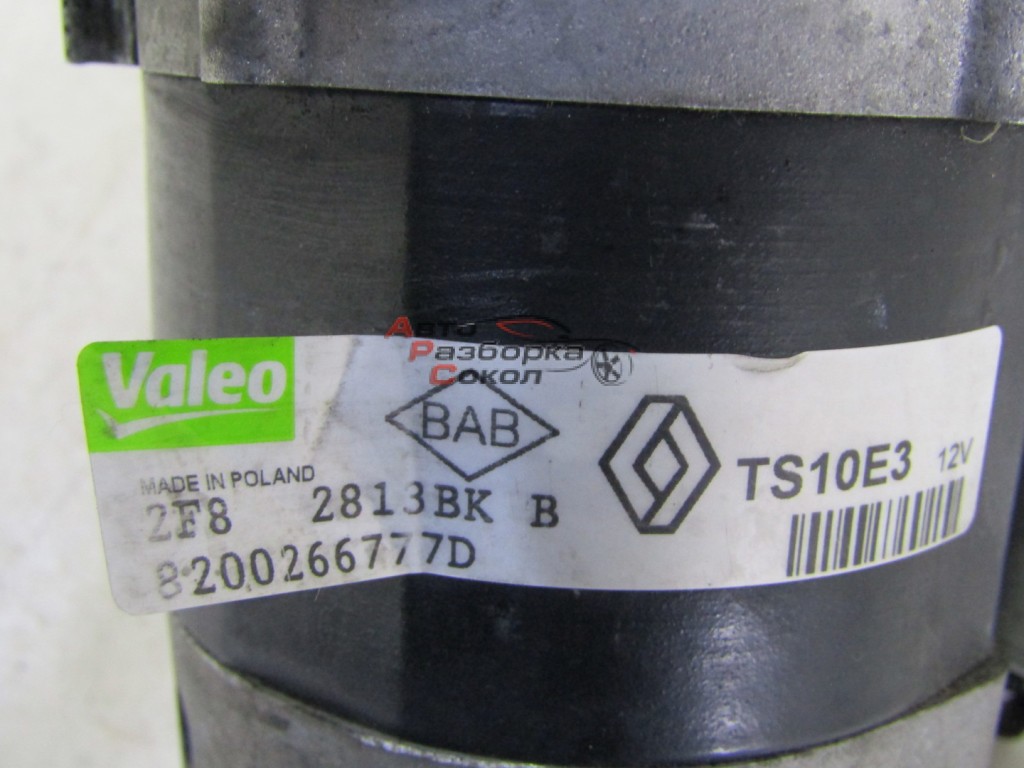 Авто
Разборка
Сокол
Valeo
BAB
MADE IN POLAND
TS10E3 12V
2F8 2813BK B
8200266777D